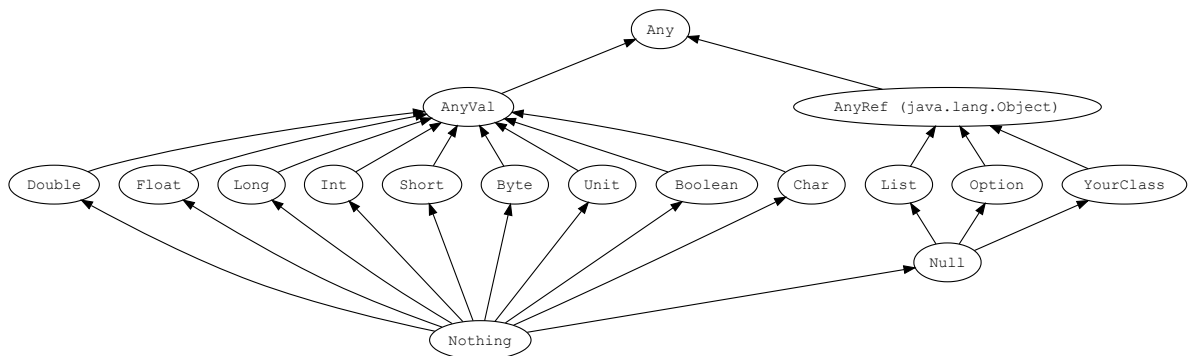 Any
AnyVal
AnyRef (java.lang.Object)
Double
Float
Long
Int
Short
Byte
Unit
Boolean
Char
List
Option
YourClass
Null
Nothing